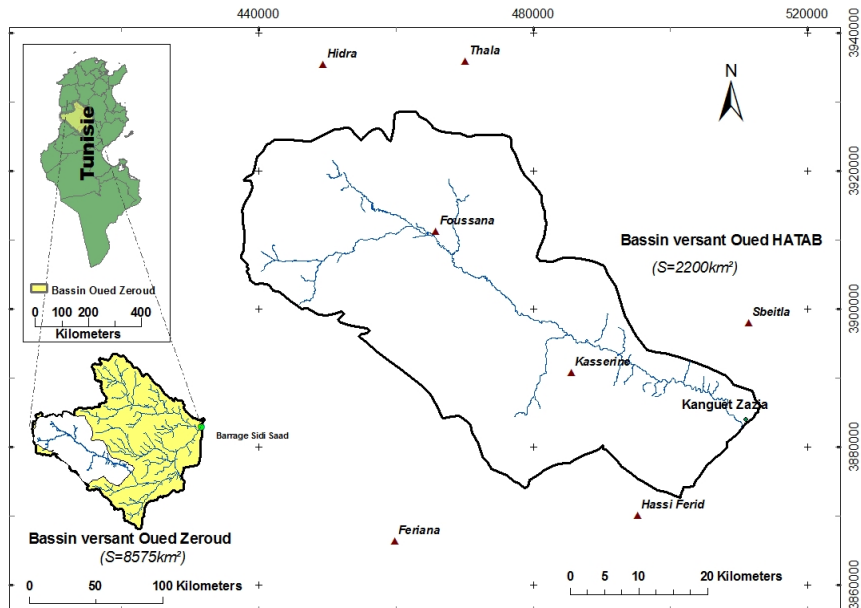 440000
480000
520000
3940000
3920000
3900000
3880000
3860000
N
Hidra
Thala
Tunisie
Foussana
Bassin versant Oued HATAB
(S=2200km²)
Bassin Oued Zeroud
0 100 200 400
Kilometers
Sbeitla
Kasserine
Kanguet Zazia
Barrage Sidi Saad
Hassi Ferid
Feriana
Bassin versant Oued Zeroud
(S=8575km²)
0 50 100 Kilometers
0 5 10 20 Kilometers